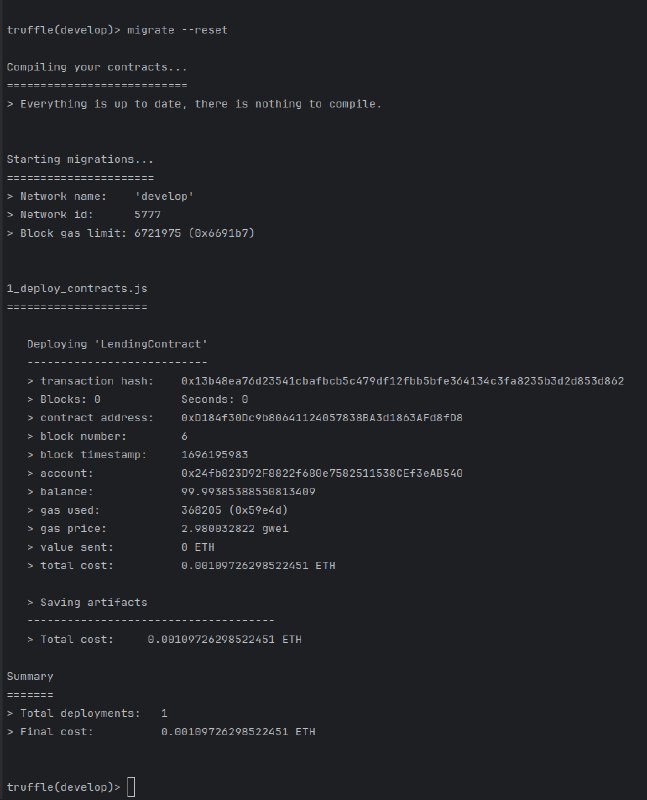 truffle(develop)> migrate --reset
Compiling your contracts...
===========================
> Everything is up to date, there is nothing to compile.
Starting migrations...
======================
> Network name:    'develop'
> Network id:      5777
> Block gas limit: 6721975 (0x6691b7)
1_deploy_contracts.js
=====================
   Deploying 'LendingContract'
   ---------------------------
   > transaction hash:    0x13b48ea76d23541cbafbcb5c479df12fbb5bfe364134c3fa8235b3d2d853d862
   > Blocks: 0            Seconds: 0
   > contract address:    0xD184f30Dc9b80641124057838BA3d1863AFd8fD8
   > block number:        6
   > block timestamp:     1696195983
   > account:             0x24fb823D92F8822f680e7582511538CEf3eAB540
   > balance:             99.99385388550813409
   > gas used:            368205 (0x59e4d)
   > gas price:           2.980032822 gwei
   > value sent:          0 ETH
   > total cost:          0.00109726298522451 ETH
   > Saving artifacts
   -------------------------------------
   > Total cost:     0.00109726298522451 ETH
Summary
=======
> Total deployments:   1
> Final cost:          0.00109726298522451 ETH
truffle(develop)>